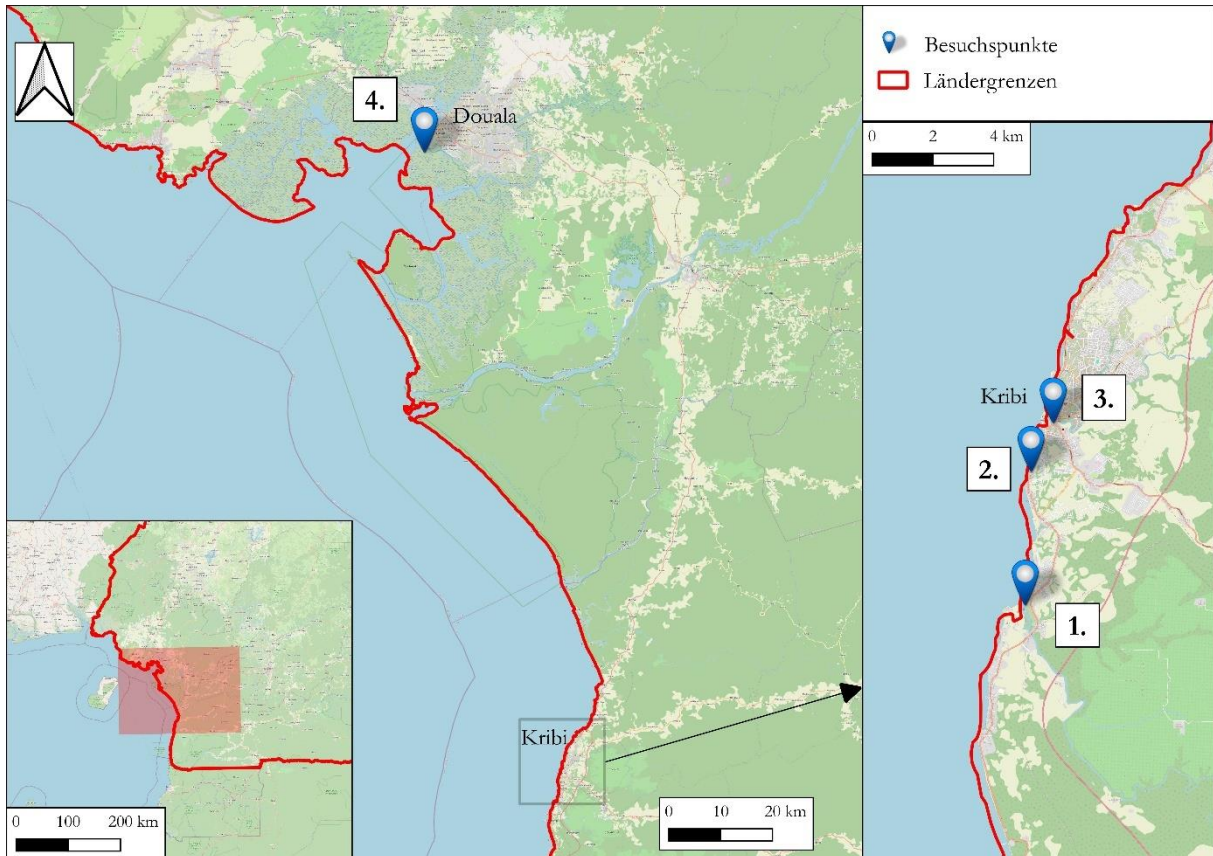 4.
Douala
Kribi
0 100 200 km
0 10 20 km
Besuchspunkte
Ländergrenzen
0 2 4 km
Kribi
3.
2.
1.